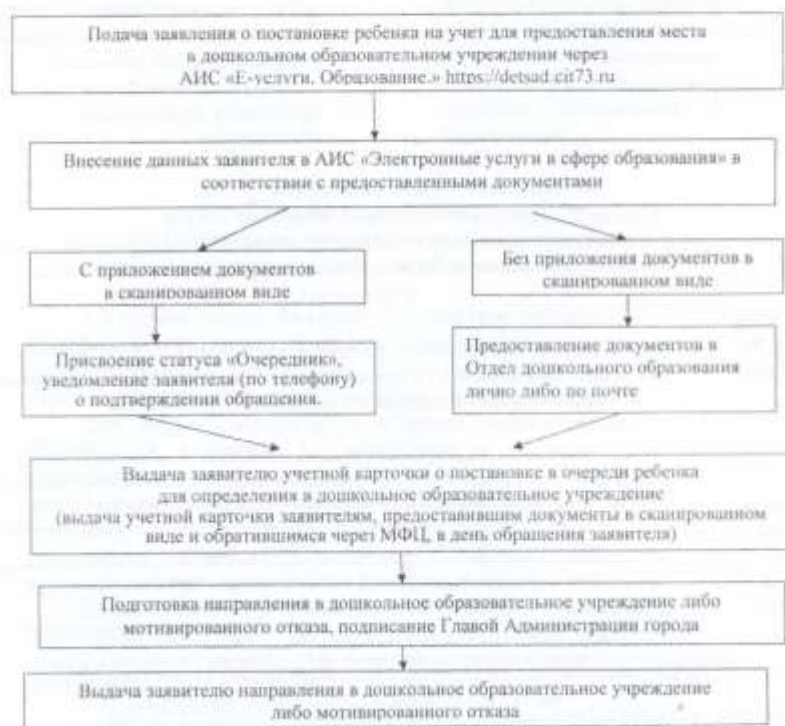 Подача заявления о постановке ребенка на учет для предоставления места
в дошкольном образовательном учреждении через
АИС «Е-услуги. Образование.» https://detsad.cit73.ru
Внесение данных заявителя в АИС «Электронные услуги в сфере образования» в
соответствии с предоставленными документами
С приложением документов
в сканированном виде
Без приложения документов в
сканированном виде
Присвоение статуса «Очередник»,
уведомление заявителя (по телефону)
о подтверждении обращения.
Предоставление документов в
Отдел дошкольного образования
лично либо по почте
Выдача заявителю учетной карточки о постановке в очереди ребенка
для определения в дошкольное образовательное учреждение
(выдача учетной карточки заявителям, предоставившим документы в сканированном
виде и обратившимся через МФЦ, в день обращения заявителя)
Подготовка направления в дошкольное образовательное учреждение либо
мотивированного отказа, подписание Главой Администрации города
Выдача заявителю направления в дошкольное образовательное учреждение
либо мотивированного отказа